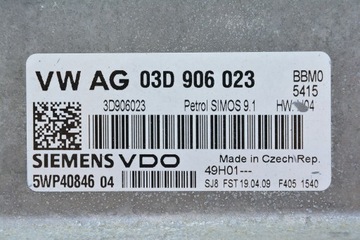 VW AG 03D 906 023 BBM0
5415
3D906023 Petrol SIMOS 9.1
SIEMENS VDO Made in Czech\Rep.
49H01---
5WP40846 04 SJ8 FST 19.04.09 F405 1540